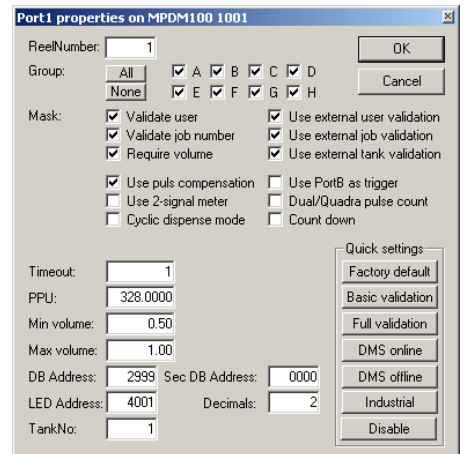 Port1 properties on MPDM100 1001
ReelNumber: 1 OK
Group: All A B C D Cancel
None E F G H
Mask: Validate user Use external user validation
Validate job number Use external job validation
Require volume Use external tank validation
Use puls compensation Use PortB as trigger
Use 2-signal meter Dual/Quadra pulse count
Cyclic dispense mode Count down
Quick settings
Timeout: 1 Factory default
PPU: 328.0000 Basic validation
Min volume: 0.50 Full validation
Max volume: 1.00 DMS online
DB Address: 2999 Sec DB Address: 0000 DMS offline
LED Address: 4001 Decimals: 2 Industrial
TankNo: 1 Disable